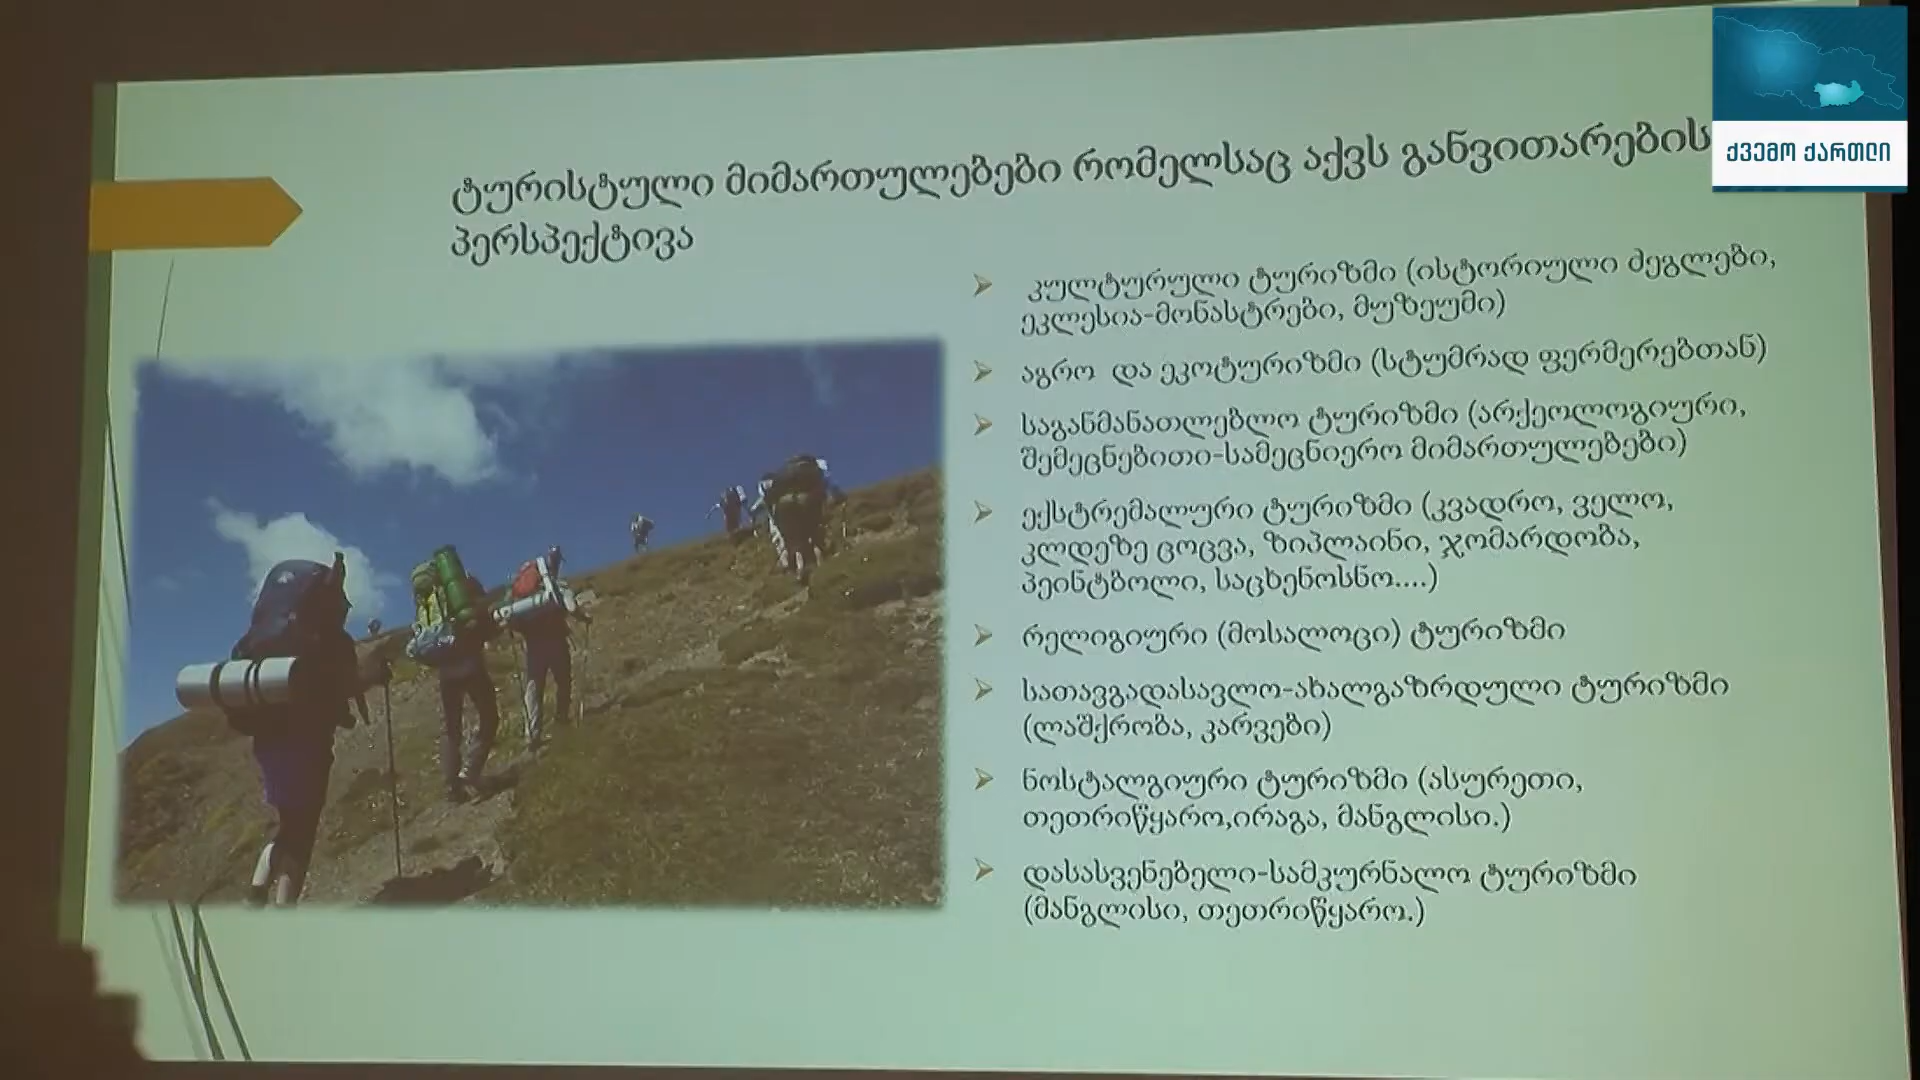 ქვემო ქართლი
ტურისტული მიმართულებები რომელსაც აქვს განვითარების
პერსპექტივა
კულტურული ტურიზმი (ისტორიული ძეგლები,
ეკლესია-მონასტრები, მუზეუმი)
აგრო და ეკოტურიზმი (სტუმრად ფერმერებთან)
საგანმანათლებლო ტურიზმი (არქეოლოგიური,
შემეცნებითი-სამეცნიერო მიმართულებები)
ექსტრემალური ტურიზმი (კვადრო, ველო,
კლდეზე ცოცვა, ზიპლაინი, ჯომარდობა,
პეინტბოლი, საცხენოსნო....)
რელიგიური (მოსალოცი) ტურიზმი
სათავგადასავლო-ახალგაზრდული ტურიზმი
(ლაშქრობა, კარვები)
ნოსტალგიური ტურიზმი (ასურეთი,
თეთრიწყარო,ირაგა, მანგლისი.)
დასასვენებელი-სამკურნალო ტურიზმი
(მანგლისი, თეთრიწყარო.)